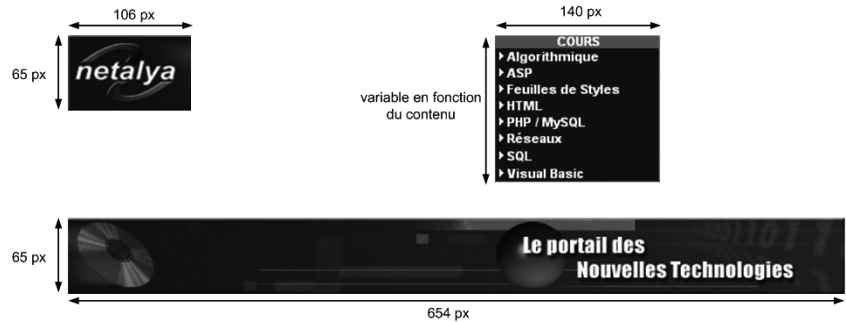 106 px
65 px
netalya
140 px
variable en fonction
du contenu
COURS
Algorithmique
ASP
Feuilles de Styles
HTML
PHP / MySQL
Réseaux
SQL
Visual Basic
65 px
Le portail des
Nouvelles Technologies
654 px